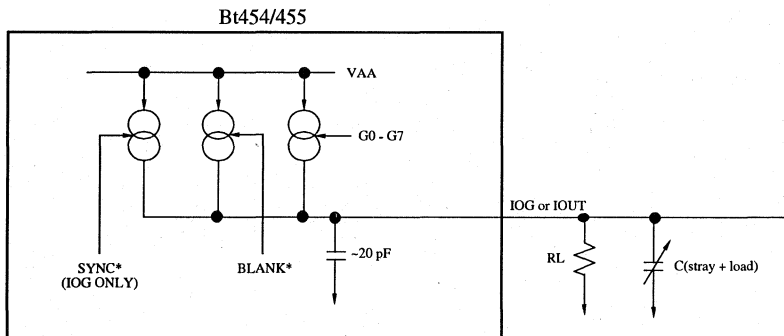 Bt454/455
VAA
G0 - G7
IOG or IOUT
SYNC*
(IOG ONLY)
BLANK*
~20 pF
RL
C(stray + load)